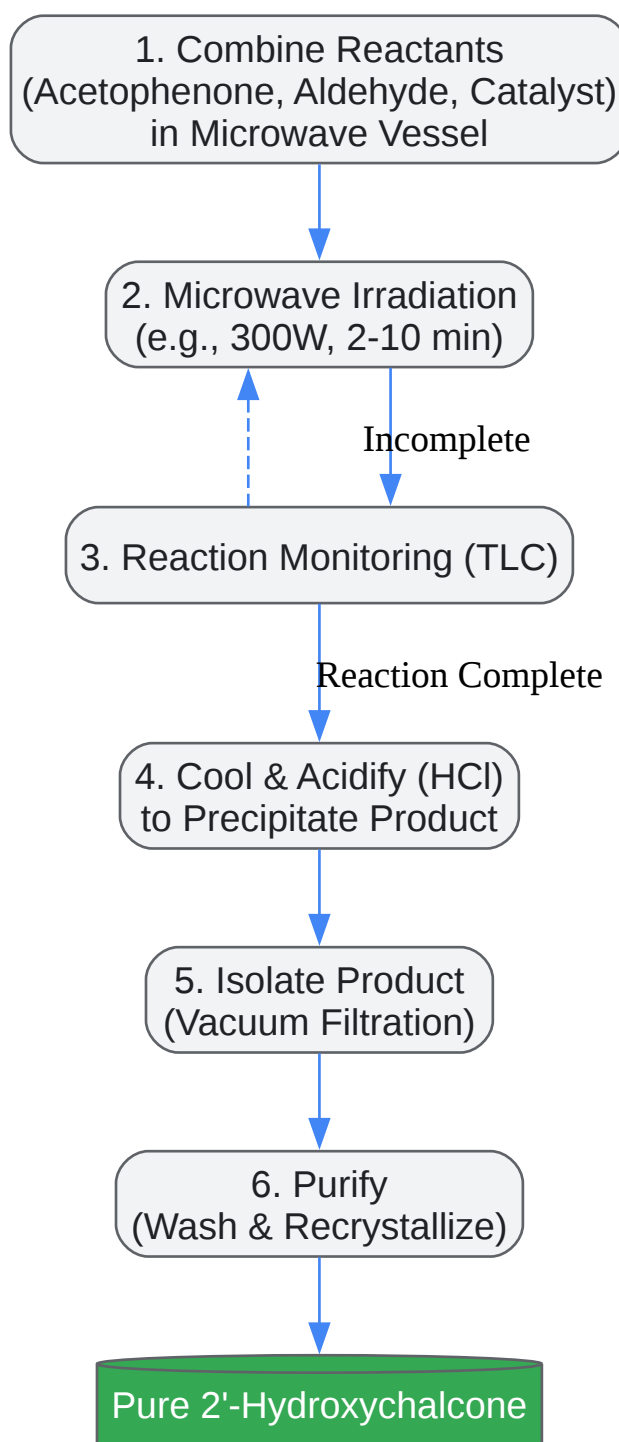 1. Combine Reactants
(Acetophenone, Aldehyde, Catalyst)
in Microwave Vessel
2. Microwave Irradiation
(e.g., 300W, 2-10 min)
Incomplete
3. Reaction Monitoring (TLC)
Reaction Complete
4. Cool & Acidify (HCl)
to Precipitate Product
5. Isolate Product
(Vacuum Filtration)
6. Purify
(Wash & Recrystallize)
Pure 2'-Hydroxychalcone